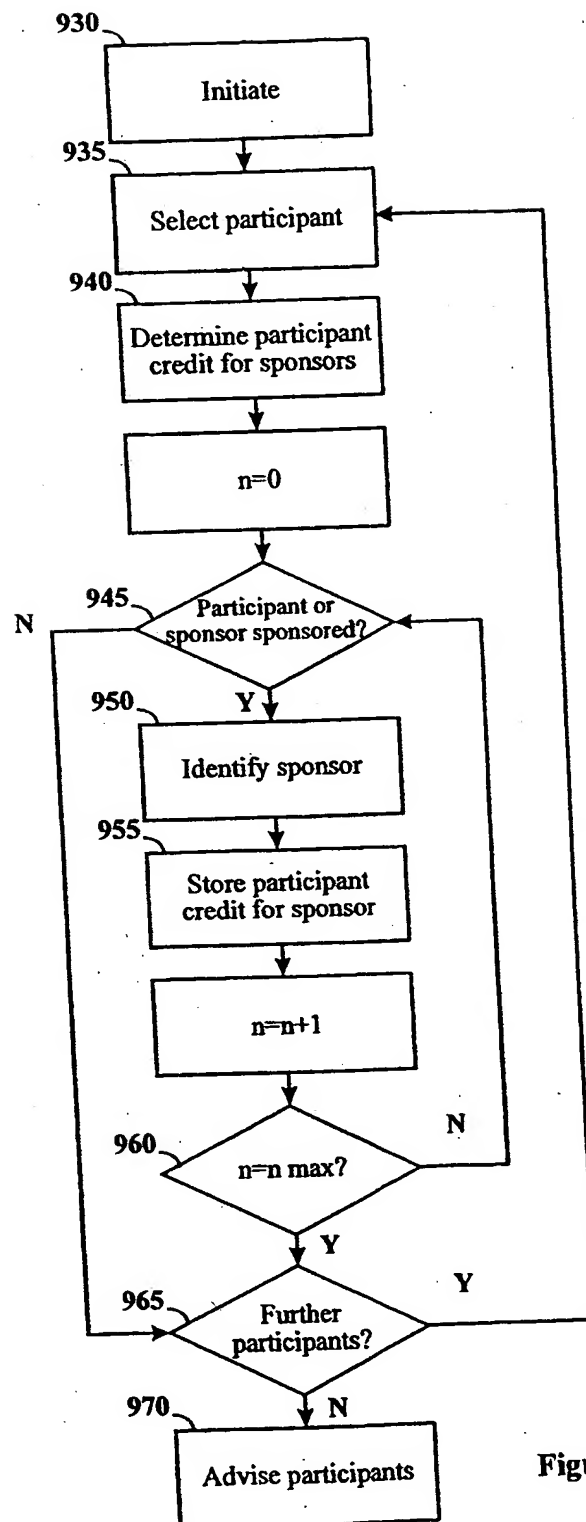 930
Initiate
935
Select participant
940
Determine participant
credit for sponsors
n=0
945
N
Participant or
sponsor sponsored?
Y
950
Identify sponsor
955
Store participant
credit for sponsor
n=n+1
960
N
n=n max?
Y
965
Y
Further
participants?
N
970
Advise participants
Figu